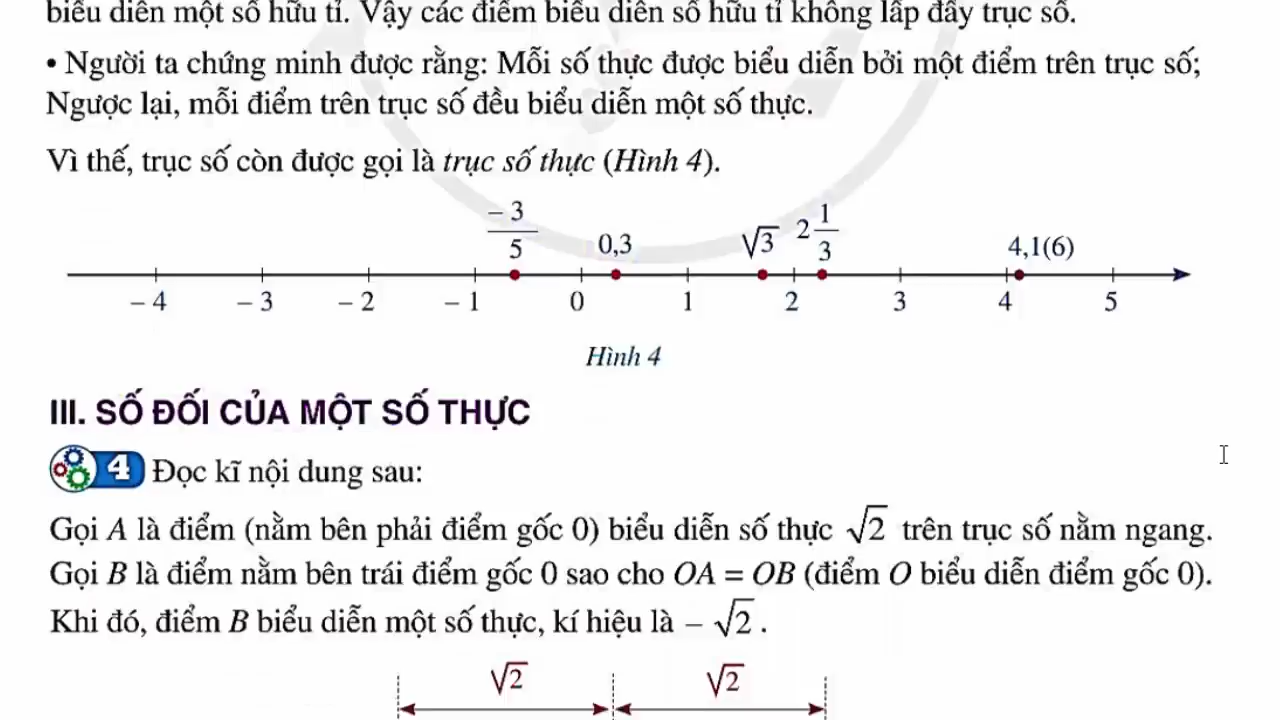 biểu diễn một số hữu tỉ. Vậy các điểm biểu diễn số hữu tỉ không lấp đầy trục số.
• Người ta chứng minh được rằng: Mỗi số thực được biểu diễn bởi một điểm trên trục số;
Ngược lại, mỗi điểm trên trục số đều biểu diễn một số thực.
Vì thế, trục số còn được gọi là trục số thực (Hình 4).
−3/5 0,3 √3 2 1/3 4,1(6)
−4 −3 −2 −1 0 1 2 3 4 5
Hình 4
III. SỐ ĐỐI CỦA MỘT SỐ THỰC
4 Đọc kĩ nội dung sau:
Gọi A là điểm (nằm bên phải điểm gốc 0) biểu diễn số thực √2 trên trục số nằm ngang.
Gọi B là điểm nằm bên trái điểm gốc 0 sao cho OA = OB (điểm O biểu diễn điểm gốc 0).
Khi đó, điểm B biểu diễn một số thực, kí hiệu là − √2 .
√2 √2